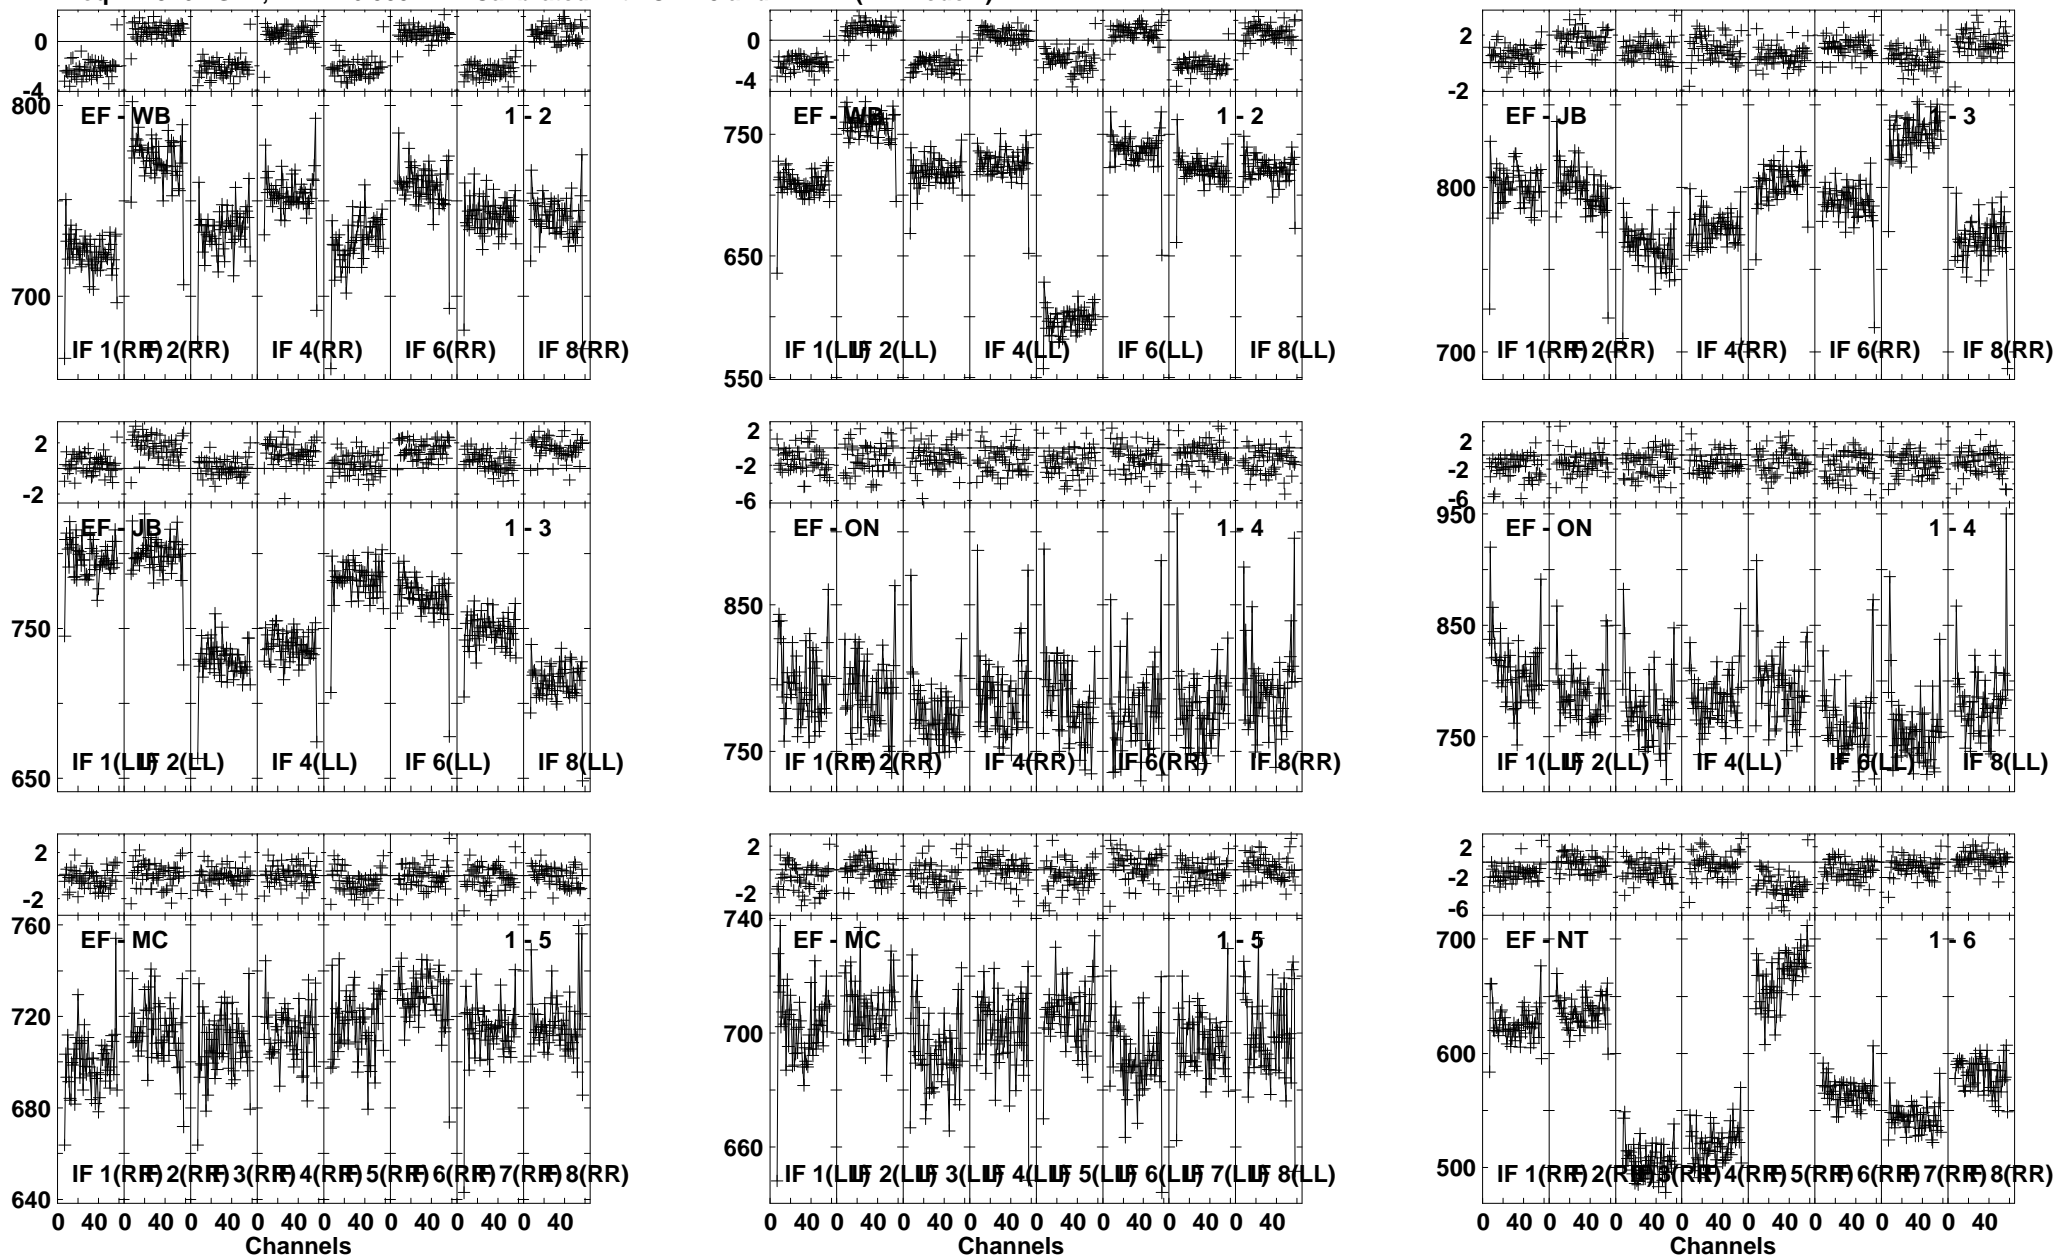 0
-4
800
700
EF - WB
1 - 2
IF 1(RR)
IF 2(RR)
IF 4(RR)
IF 6(RR)
IF 8(RR)
0
-4
750
650
550
EF - WB
1 - 2
IF 1(LL)
IF 2(LL)
IF 4(LL)
IF 6(LL)
IF 8(LL)
2
-2
800
700
EF - JB
1 - 3
IF 1(RR)
IF 2(RR)
IF 4(RR)
IF 6(RR)
IF 8(RR)
2
-2
750
650
EF - JB
1 - 3
IF 1(LL)
IF 2(LL)
IF 4(LL)
IF 6(LL)
IF 8(LL)
2
-2
-6
850
750
EF - ON
1 - 4
IF 1(RR)
IF 2(RR)
IF 4(RR)
IF 6(RR)
IF 8(RR)
2
-2
-6
950
850
750
EF - ON
1 - 4
IF 1(LL)
IF 2(LL)
IF 4(LL)
IF 6(LL)
IF 8(LL)
2
-2
760
720
680
640
EF - MC
1 - 5
IF 1(RR)
IF 2(RR)
IF 3(RR)
IF 4(RR)
IF 5(RR)
IF 6(RR)
IF 7(RR)
IF 8(RR)
0 40 0 40 0 40 0 40 0 40 0 40 0 40 0 40
Channels
2
-2
740
700
660
EF - MC
1 - 5
IF 1(LL)
IF 2(LL)
IF 3(LL)
IF 4(LL)
IF 5(LL)
IF 6(LL)
IF 7(LL)
IF 8(LL)
0 40 0 40 0 40 0 40 0 40 0 40 0 40 0 40
Channels
2
-2
-6
700
600
500
EF - NT
1 - 6
IF 1(RR)
IF 2(RR)
IF 3(RR)
IF 4(RR)
IF 5(RR)
IF 6(RR)
IF 7(RR)
IF 8(RR)
0 40 0 40 0 40 0 40 0 40 0 40 0 40 0 40
Channels